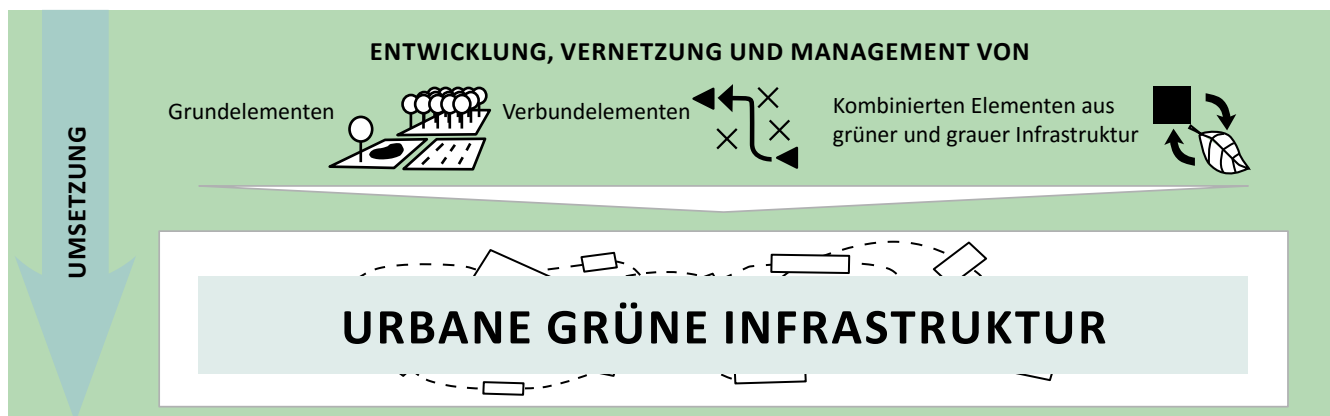 ENTWICKLUNG, VERNETZUNG UND MANAGEMENT VON
Grundelementen
Verbundelementen
Kombinierten Elementen aus
grüner und grauer Infrastruktur
UMSETZUNG
URBANE GRÜNE INFRASTRUKTUR